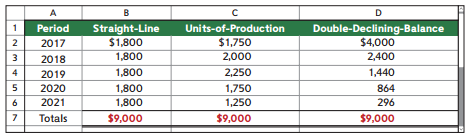 A B C D
1 Period Straight-Line Units-of-Production Double-Declining-Balance
2 2017 $1,800 $1,750 $4,000
3 2018 1,800 2,000 2,400
4 2019 1,800 2,250 1,440
5 2020 1,800 1,750 864
6 2021 1,800 1,250 296
7 Totals $9,000 $9,000 $9,000